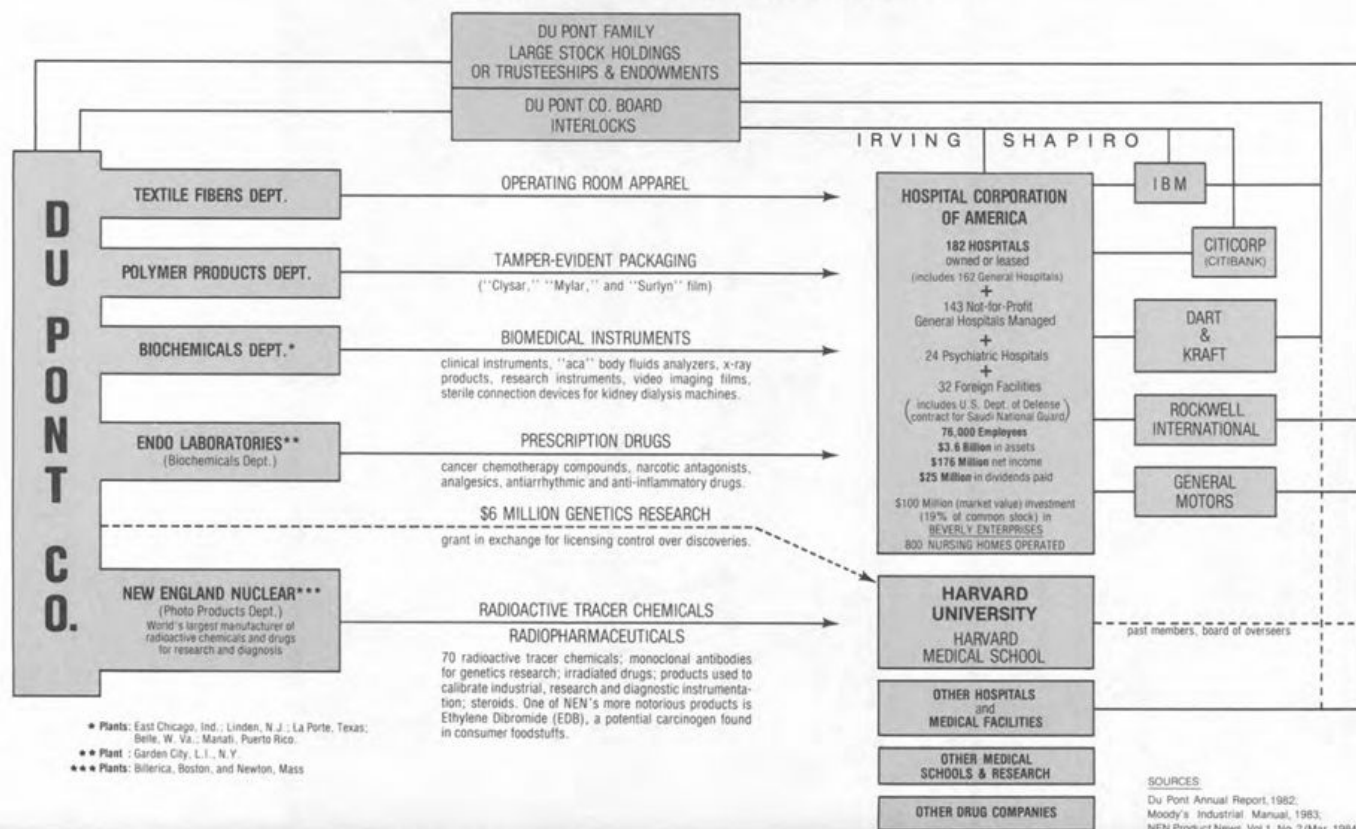 DU PONT FAMILY
LARGE STOCK HOLDINGS
OR TRUSTEESHIPS & ENDOWMENTS
DU PONT CO. BOARD
INTERLOCKS
IRVING SHAPIRO
DU PONT CO.
TEXTILE FIBERS DEPT.
OPERATING ROOM APPAREL
POLYMER PRODUCTS DEPT.
TAMPER-EVIDENT PACKAGING
(''Clysar,'' ''Mylar,'' and ''Surlyn'' film)
BIOCHEMICALS DEPT.*
BIOMEDICAL INSTRUMENTS
clinical instruments, ''aca'' body fluids analyzers, x-ray
products, research instruments, video imaging films,
sterile connection devices for kidney dialysis machines.
ENDO LABORATORIES**
(Biochemicals Dept.)
PRESCRIPTION DRUGS
cancer chemotherapy compounds, narcotic antagonists,
analgesics, antiarrhythmic and anti-inflammatory drugs.
$6 MILLION GENETICS RESEARCH
grant in exchange for licensing control over discoveries.
NEW ENGLAND NUCLEAR***
(Photo Products Dept.)
World's largest manufacturer of
radioactive chemicals and drugs
for research and diagnosis
RADIOACTIVE TRACER CHEMICALS
RADIOPHARMACEUTICALS
70 radioactive tracer chemicals; monoclonal antibodies
for genetics research; irradiated drugs; products used to
calibrate industrial, research and diagnostic instrumenta-
tion; steroids. One of NEN's more notorious products is
Ethylene Dibromide (EDB), a potential carcinogen found
in consumer foodstuffs.
* Plants: East Chicago, Ind.; Linden, N.J.; La Porte, Texas;
Belle, W. Va.; Manati, Puerto Rico.
** Plant : Garden City, L.I., N.Y.
*** Plants: Billerica, Boston, and Newton, Mass
HOSPITAL CORPORATION
OF AMERICA
182 HOSPITALS
owned or leased
(includes 162 General Hospitals)
+
143 Not-for-Profit
General Hospitals Managed
+
24 Psychiatric Hospitals
+
32 Foreign Facilities
(includes U.S. Dept. of Defense
contract for Saudi National Guard)
76,000 Employees
$3.6 Billion in assets
$176 Million net income
$25 Million in dividends paid
$100 Million (market value) investment
(19% of common stock) in
BEVERLY ENTERPRISES
800 NURSING HOMES OPERATED
IBM
CITICORP
(CITIBANK)
DART
&
KRAFT
ROCKWELL
INTERNATIONAL
GENERAL
MOTORS
HARVARD
UNIVERSITY
HARVARD
MEDICAL SCHOOL
past members, board of overseers
OTHER HOSPITALS
and
MEDICAL FACILITIES
OTHER MEDICAL
SCHOOLS & RESEARCH
OTHER DRUG COMPANIES
SOURCES
Du Pont Annual Report, 1982;
Moody's Industrial Manual, 1983;
NEN Product News, Vol 1, No